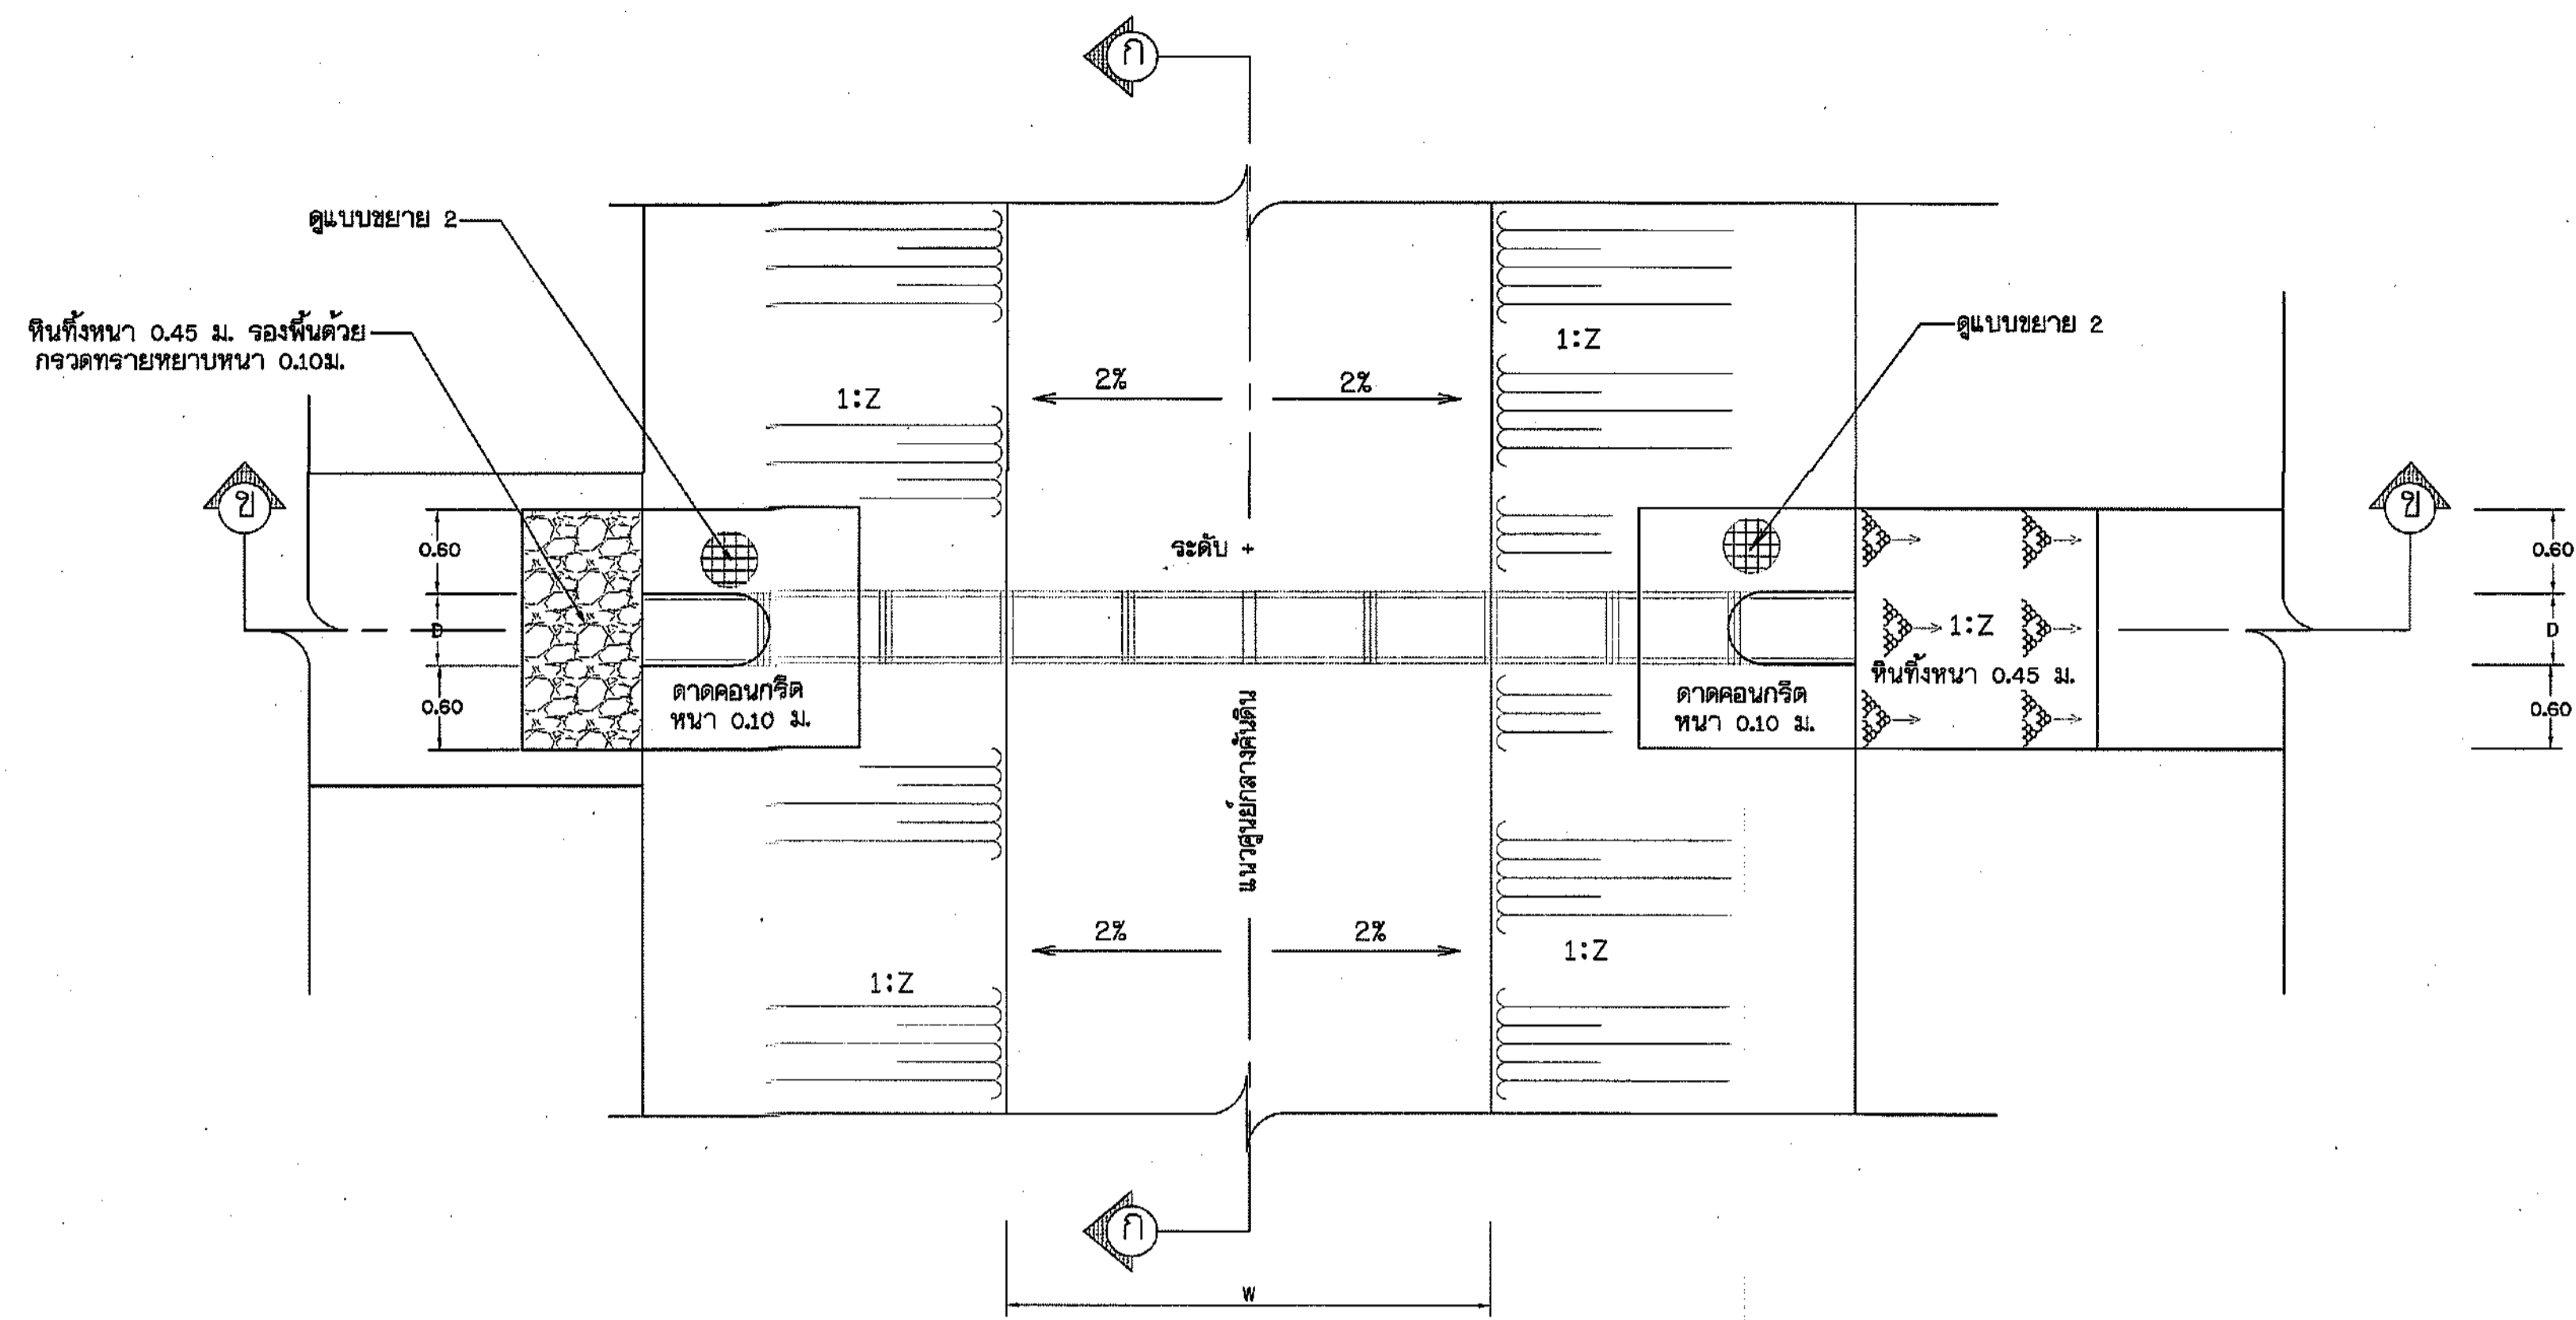 ก
ดูแบบขยาย 2
หินทิ้งหนา 0.45 ม. รองพื้นด้วย
กรวดทรายหยาบหนา 0.10ม.
ดูแบบขยาย 2
1:Z
2%
2%
1:Z
ข
ข
0.60
ระดับ +
0.60
D
1:Z
D
หินทิ้งหนา 0.45 ม.
ดาดคอนกรีต
หนา 0.10 ม.
ดาดคอนกรีต
หนา 0.10 ม.
0.60
0.60
แนวศูนย์กลางคันดิน
2%
2%
1:Z
1:Z
ก
W